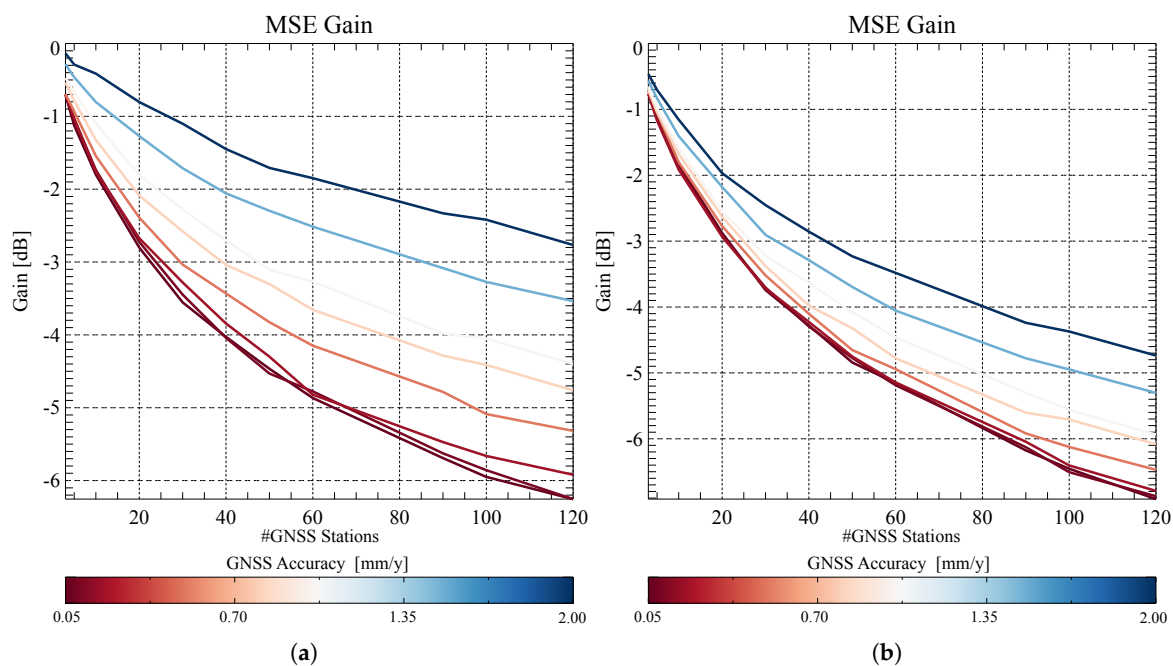 MSE Gain
0
-1
-2
-3
-4
-5
-6
Gain [dB]
20 40 60 80 100 120
#GNSS Stations
GNSS Accuracy [mm/y]
0.05 0.70 1.35 2.00
(a)
MSE Gain
0
-1
-2
-3
-4
-5
-6
Gain [dB]
20 40 60 80 100 120
#GNSS Stations
GNSS Accuracy [mm/y]
0.05 0.70 1.35 2.00
(b)